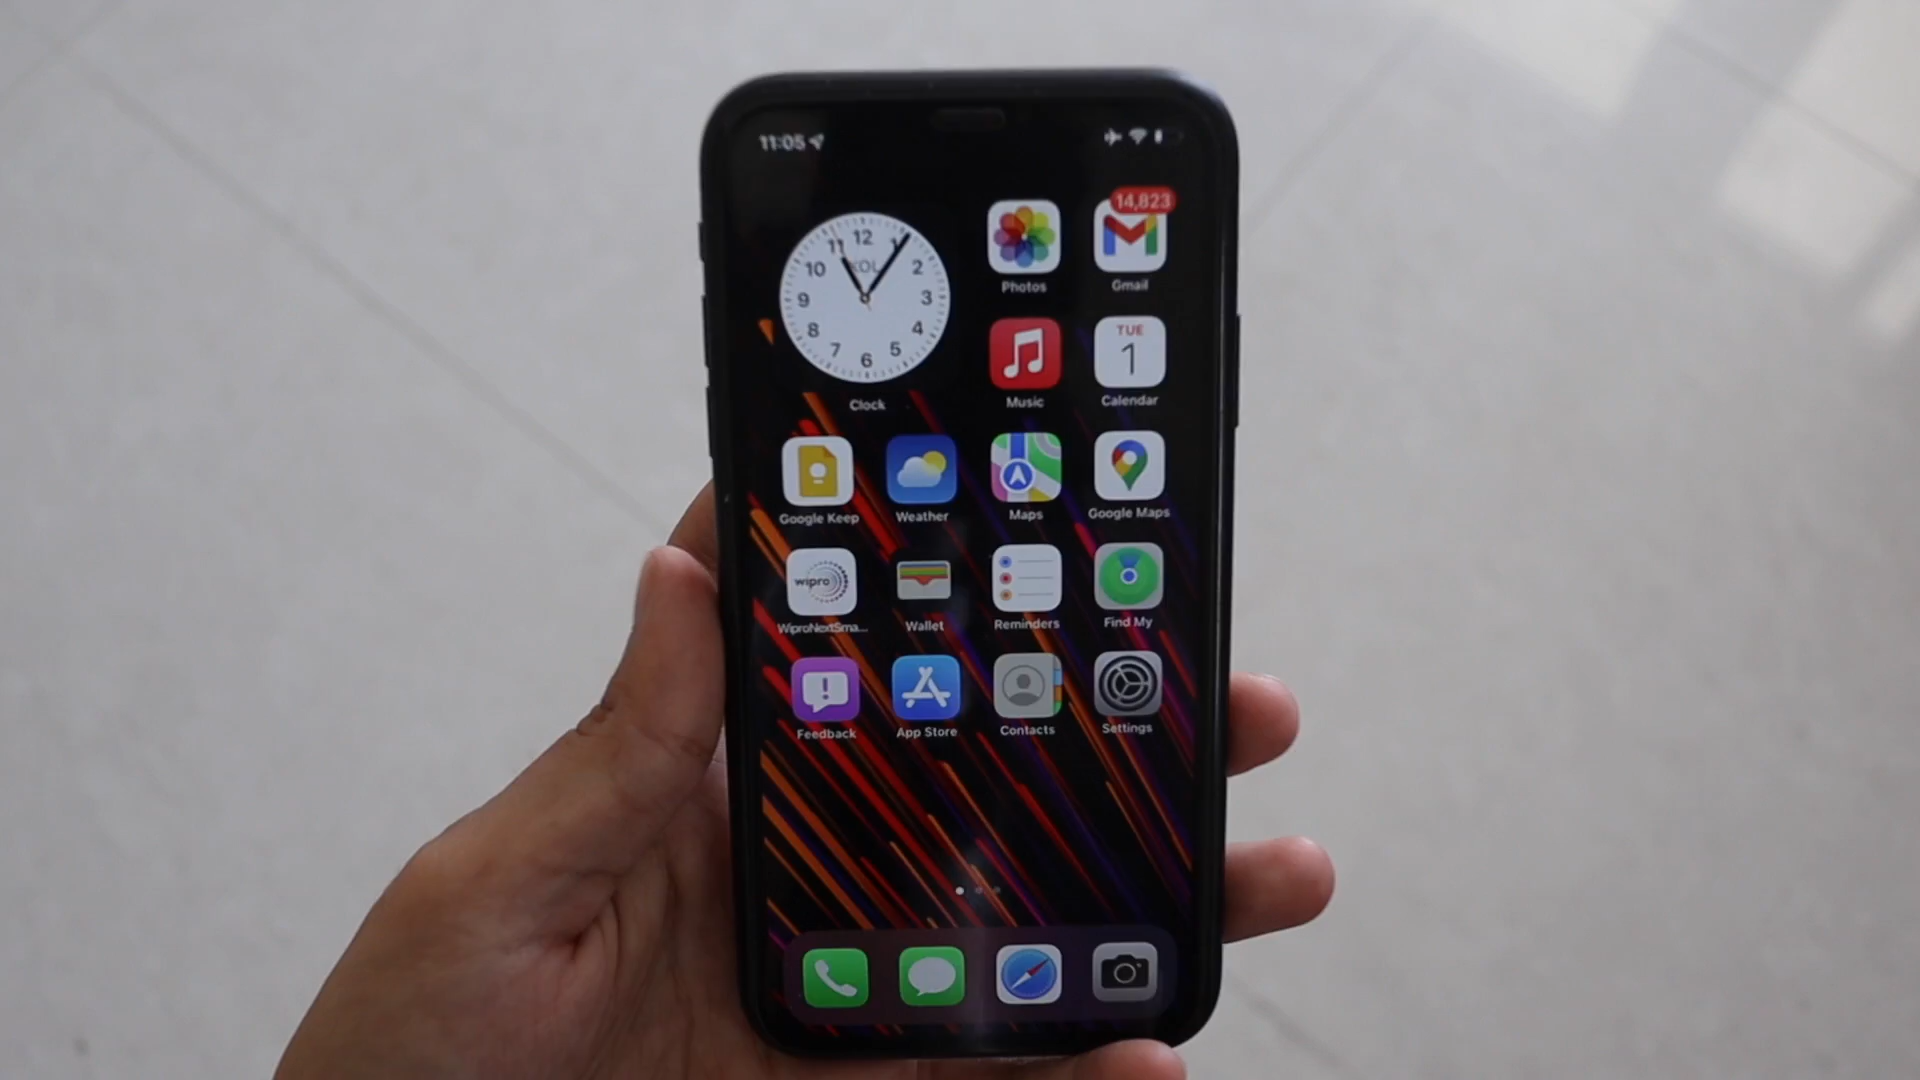 11:05
12
11
1
KOL
10
2
9
3
8
4
7
5
6
Clock
Photos
14,823
Gmail
Music
TUE
1
Calendar
Google Keep
Weather
Maps
Google Maps
wipro
WiproNextSma...
Wallet
Reminders
Find My
Feedback
App Store
Contacts
Settings